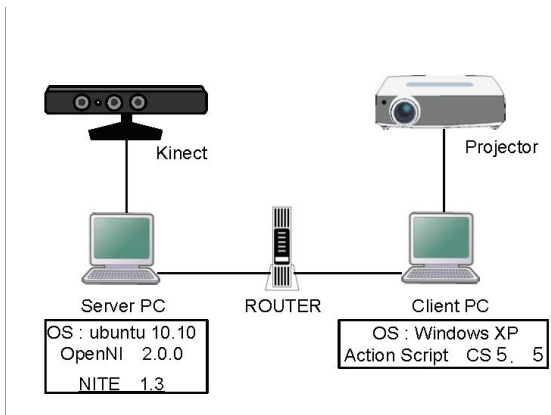 Kinect
Projector
Server PC
ROUTER
Client PC
OS : ubuntu 10.10
OpenNI 2.0.0
NITE 1.3
OS : Windows XP
Action Script CS 5. 5